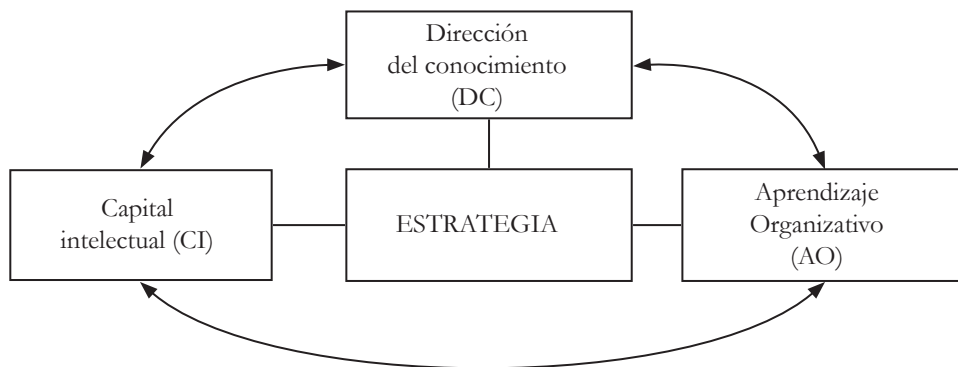 Dirección
del conocimiento
(DC)
Capital
intelectual (CI)
ESTRATEGIA
Aprendizaje
Organizativo
(AO)